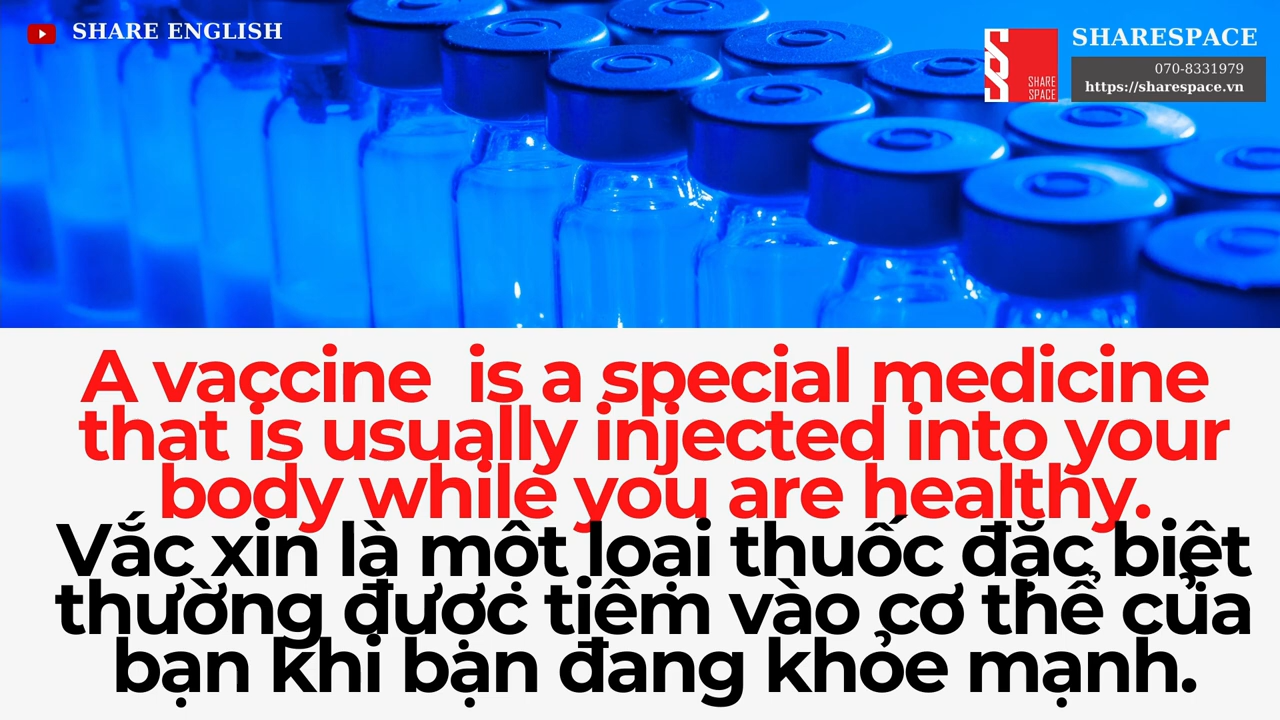 SHARE ENGLISH
SHARESPACE
070-8331979
https://sharespace.vn
SHARE
SPACE
A vaccine is a special medicine
that is usually injected into your
body while you are healthy.
Vắc xin là một loại thuốc đặc biệt
thường được tiêm vào cơ thể của
bạn khi bạn đang khỏe mạnh.